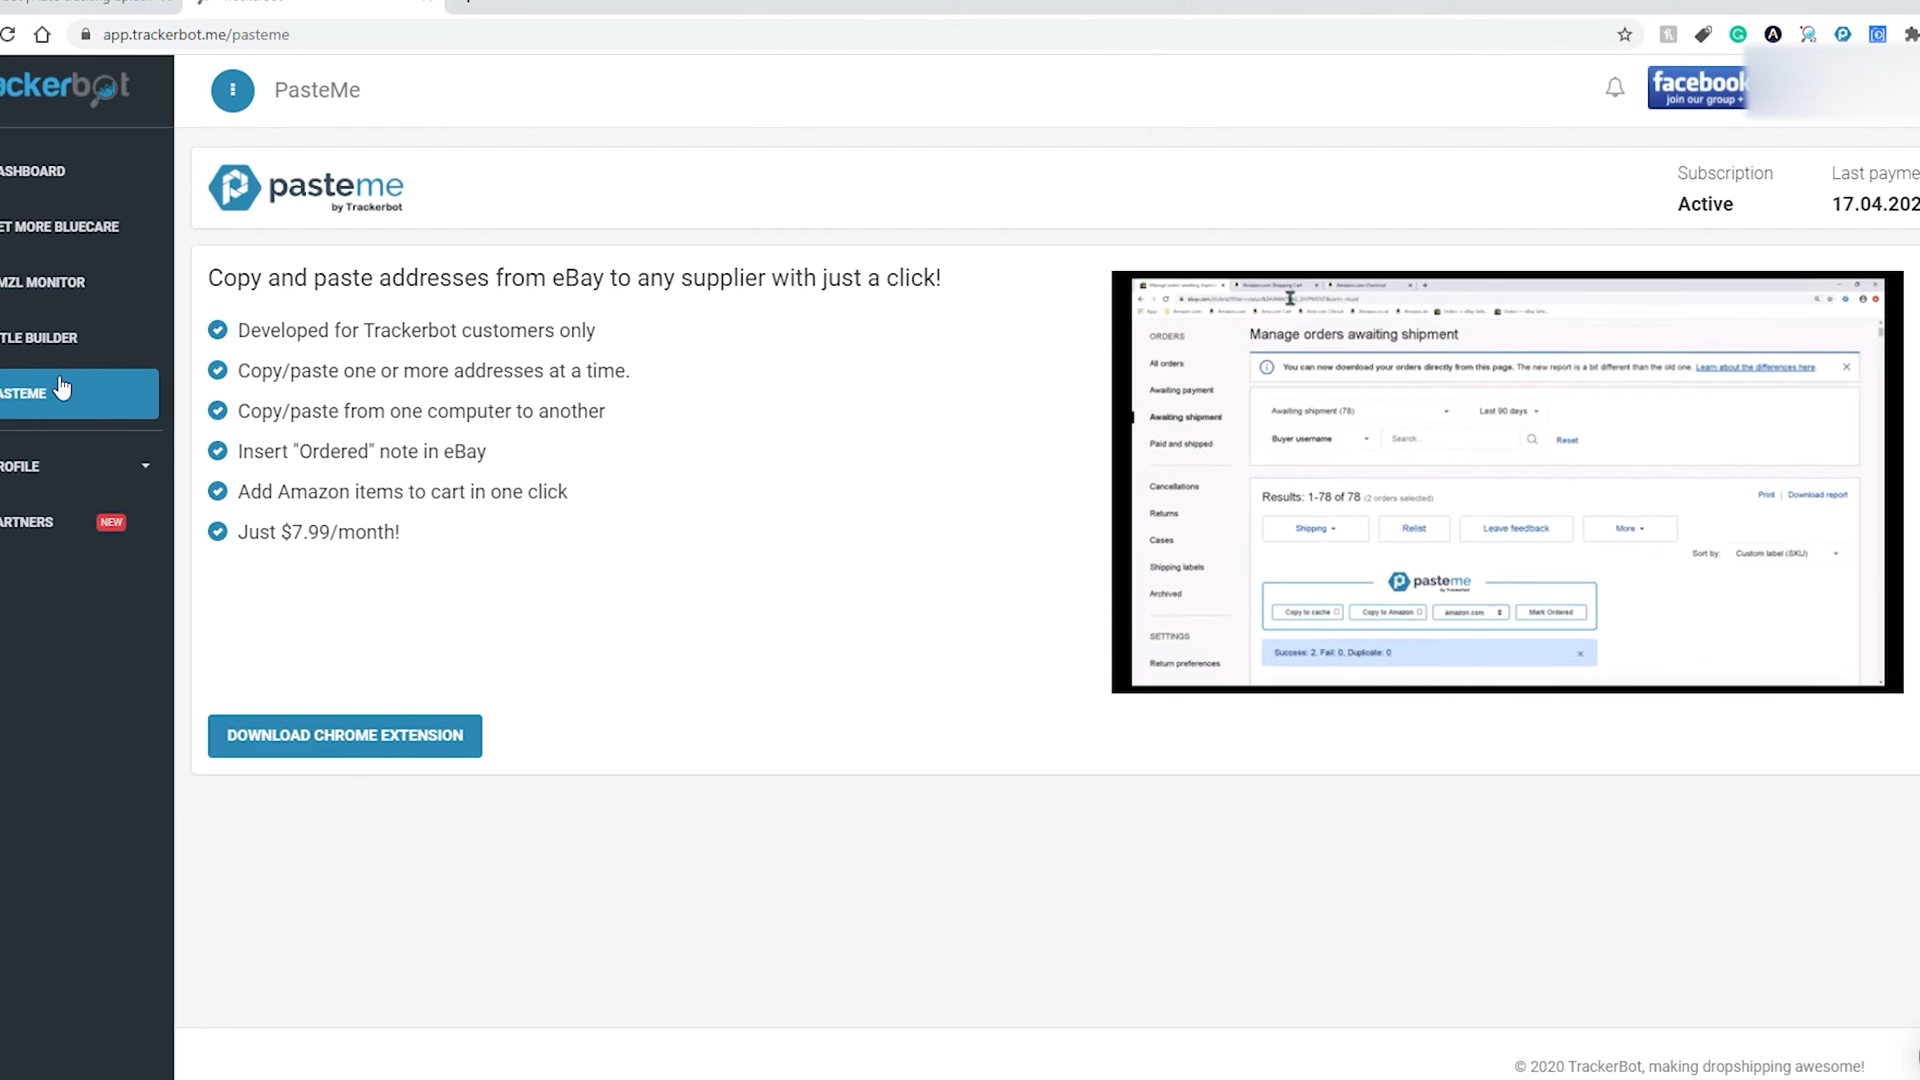 app.trackerbot.me/pasteme
ackerbot
PasteMe
facebook
join our group +
ASHBOARD
ET MORE BLUECARE
MZL MONITOR
TLE BUILDER
ASTEME
ROFILE
ARTNERS
NEW
pasteme
by Trackerbot
Subscription
Active
Last payme
17.04.202
Copy and paste addresses from eBay to any supplier with just a click!
Developed for Trackerbot customers only
Copy/paste one or more addresses at a time.
Copy/paste from one computer to another
Insert "Ordered" note in eBay
Add Amazon items to cart in one click
Just $7.99/month!
DOWNLOAD CHROME EXTENSION
Amazon.com Shopping Cart
Amazon.com Checkout
ORDERS
All orders
Awaiting payment
Awaiting shipment
Paid and shipped
Cancellations
Returns
Cases
Shipping labels
Archived
SETTINGS
Return preferences
Manage orders awaiting shipment
You can now download your orders directly from this page. The new report is a bit different than the old one. Learn about the differences here.
Awaiting shipment (78)
Last 90 days
Buyer username
Search...
Reset
Results: 1-78 of 78 (2 orders selected)
Print | Download report
Shipping
Relist
Leave feedback
More
Sort by:
Custom label (SKU)
pasteme
by Trackerbot
Copy to cache
Copy to Amazon
amazon.com
Mark Ordered
Success: 2, Fail: 0, Duplicate: 0
© 2020 TrackerBot, making dropshipping awesome!